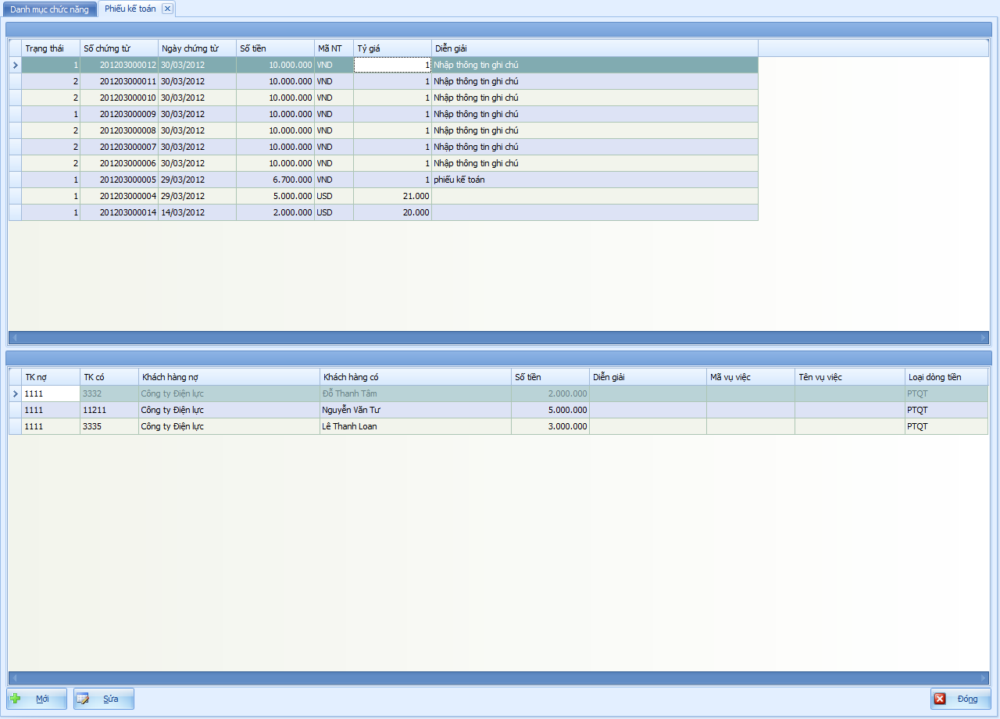 Danh mục chức năng Phiếu kế toán
Trạng thái Số chứng từ Ngày chứng từ Số tiền Mã NT Tỷ giá Diễn giải
1 201203000012 30/03/2012 10.000.000 VND 1 Nhập thông tin ghi chú
2 201203000011 30/03/2012 10.000.000 VND 1 Nhập thông tin ghi chú
2 201203000010 30/03/2012 10.000.000 VND 1 Nhập thông tin ghi chú
1 201203000009 30/03/2012 10.000.000 VND 1 Nhập thông tin ghi chú
2 201203000008 30/03/2012 10.000.000 VND 1 Nhập thông tin ghi chú
2 201203000007 30/03/2012 10.000.000 VND 1 Nhập thông tin ghi chú
2 201203000006 30/03/2012 10.000.000 VND 1 Nhập thông tin ghi chú
1 201203000005 29/03/2012 6.700.000 VND 1 phiếu kế toán
1 201203000004 29/03/2012 5.000.000 USD 21.000
1 201203000014 14/03/2012 2.000.000 USD 20.000
TK nợ TK có Khách hàng nợ Khách hàng có Số tiền Diễn giải Mã vụ việc Tên vụ việc Loại dòng tiền
1111 3332 Công ty Điện lực Đỗ Thanh Tâm 2.000.000 PTQT
1111 11211 Công ty Điện lực Nguyễn Văn Tư 5.000.000 PTQT
1111 3335 Công ty Điện lực Lê Thanh Loan 3.000.000 PTQT
Mới Sửa Đóng